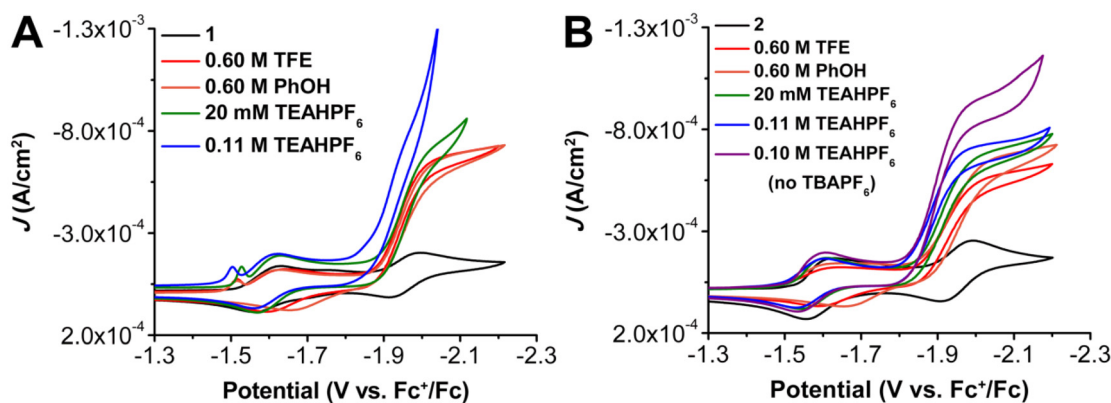 A
-1.3x10⁻³
-8.0x10⁻⁴
-3.0x10⁻⁴
2.0x10⁻⁴
J (A/cm²)
1
0.60 M TFE
0.60 M PhOH
20 mM TEAHPF₆
0.11 M TEAHPF₆
-1.3 -1.5 -1.7 -1.9 -2.1 -2.3
Potential (V vs. Fc⁺/Fc)
B
-1.3x10⁻³
-8.0x10⁻⁴
-3.0x10⁻⁴
2.0x10⁻⁴
J (A/cm²)
2
0.60 M TFE
0.60 M PhOH
20 mM TEAHPF₆
0.11 M TEAHPF₆
0.10 M TEAHPF₆
(no TBAPF₆)
-1.3 -1.5 -1.7 -1.9 -2.1 -2.3
Potential (V vs. Fc⁺/Fc)